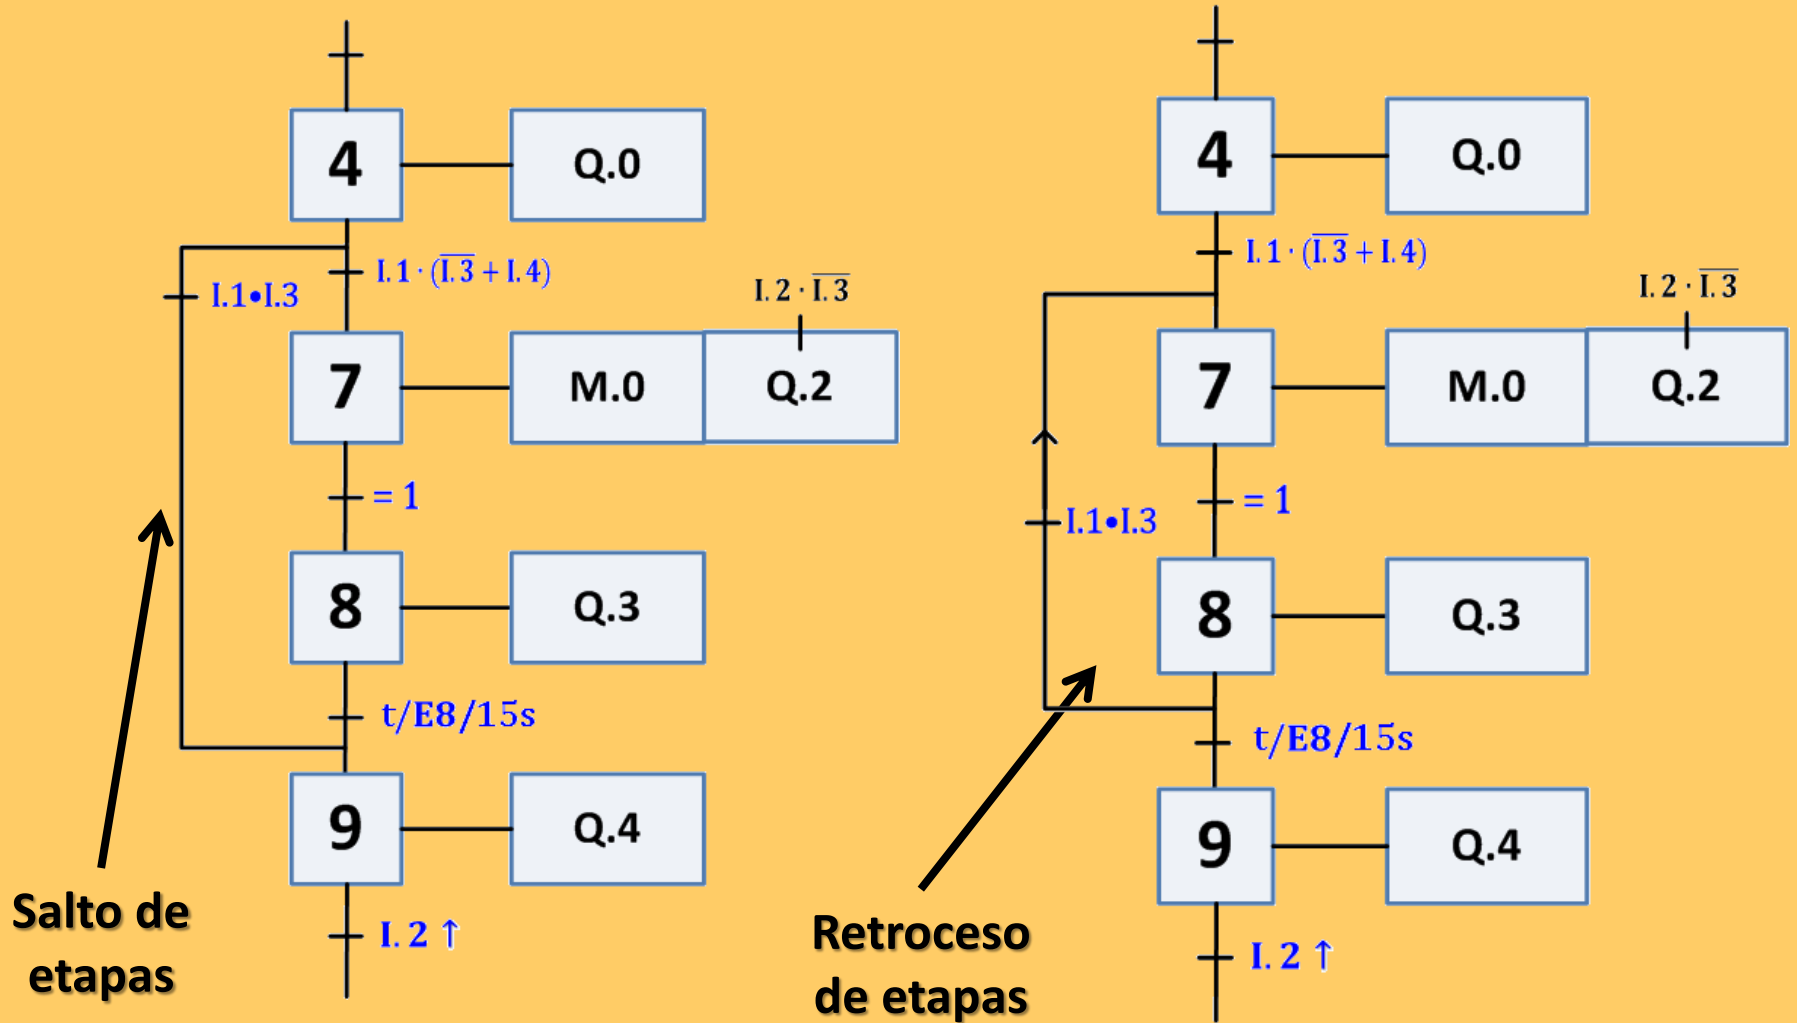 4
Q.0
I.1 · (I̅.̅3̅ + I.4)
I.1•I.3
I.2 · I̅.̅3̅
7
M.0
Q.2
= 1
8
Q.3
t/E8/15s
9
Q.4
I.2 ↑
Salto de
etapas
4
Q.0
I.1 · (I̅.̅3̅ + I.4)
I.2 · I̅.̅3̅
7
M.0
Q.2
= 1
I.1•I.3
8
Q.3
t/E8/15s
9
Q.4
I.2 ↑
Retroceso
de etapas